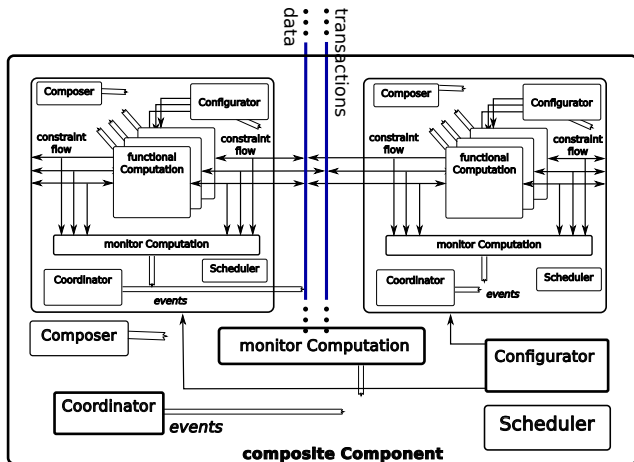 data
transactions
Composer
Configurator
constraint
flow
functional
Computation
constraint
flow
monitor Computation
Scheduler
Coordinator
events
Composer
Configurator
constraint
flow
functional
Computation
constraint
flow
monitor Computation
Scheduler
Coordinator
events
Composer
monitor Computation
Configurator
Coordinator
events
Scheduler
composite Component